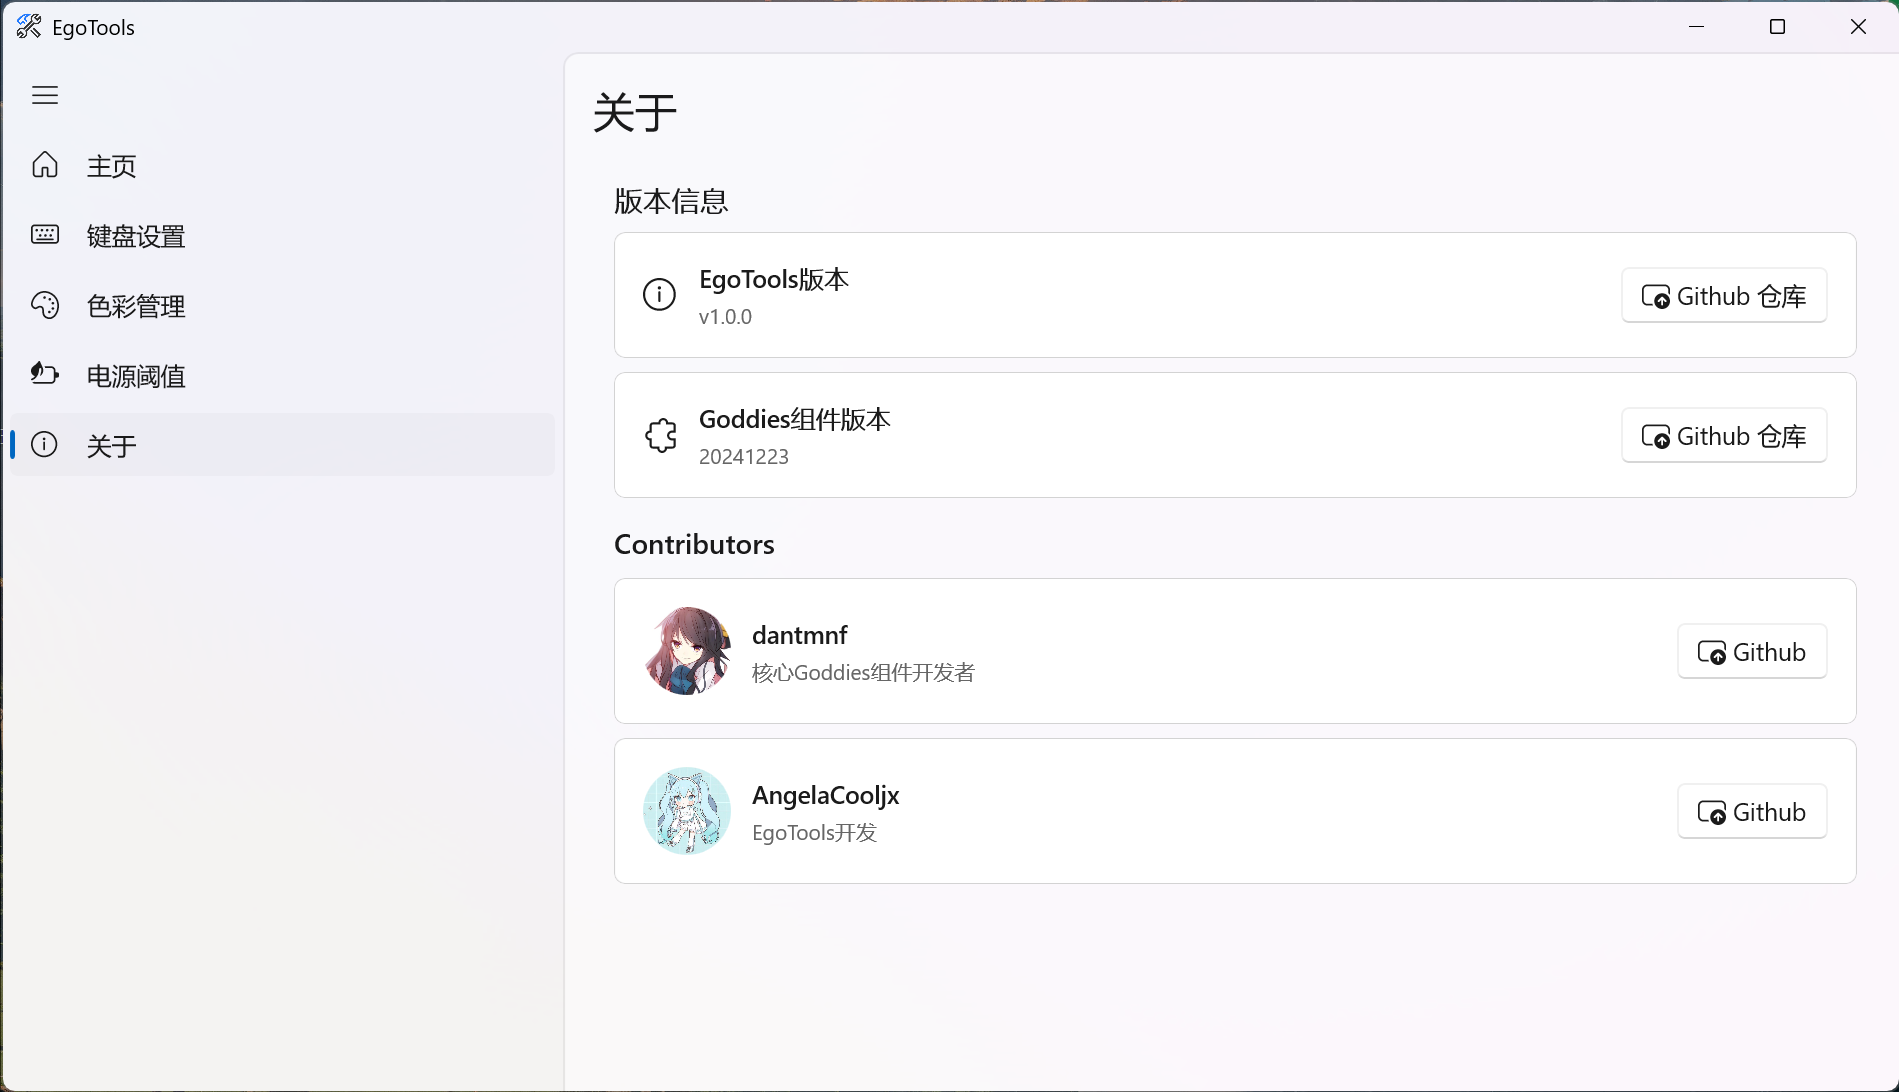 EgoTools
主页
键盘设置
色彩管理
电源阈值
关于
关于
版本信息
EgoTools版本
v1.0.0
Github 仓库
Goddies组件版本
20241223
Github 仓库
Contributors
dantmnf
核心Goddies组件开发者
Github
AngelaCooljx
EgoTools开发
Github